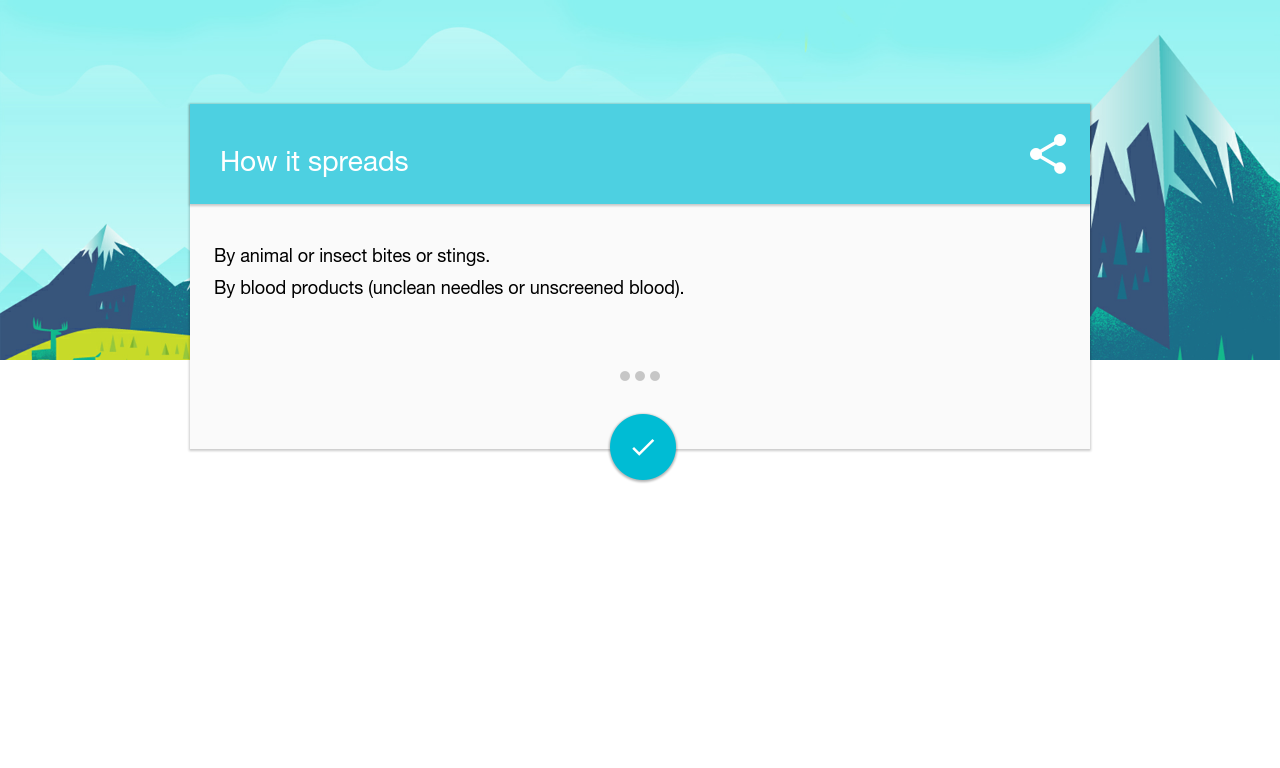 How it spreads
By animal or insect bites or stings.
By blood products (unclean needles or unscreened blood).